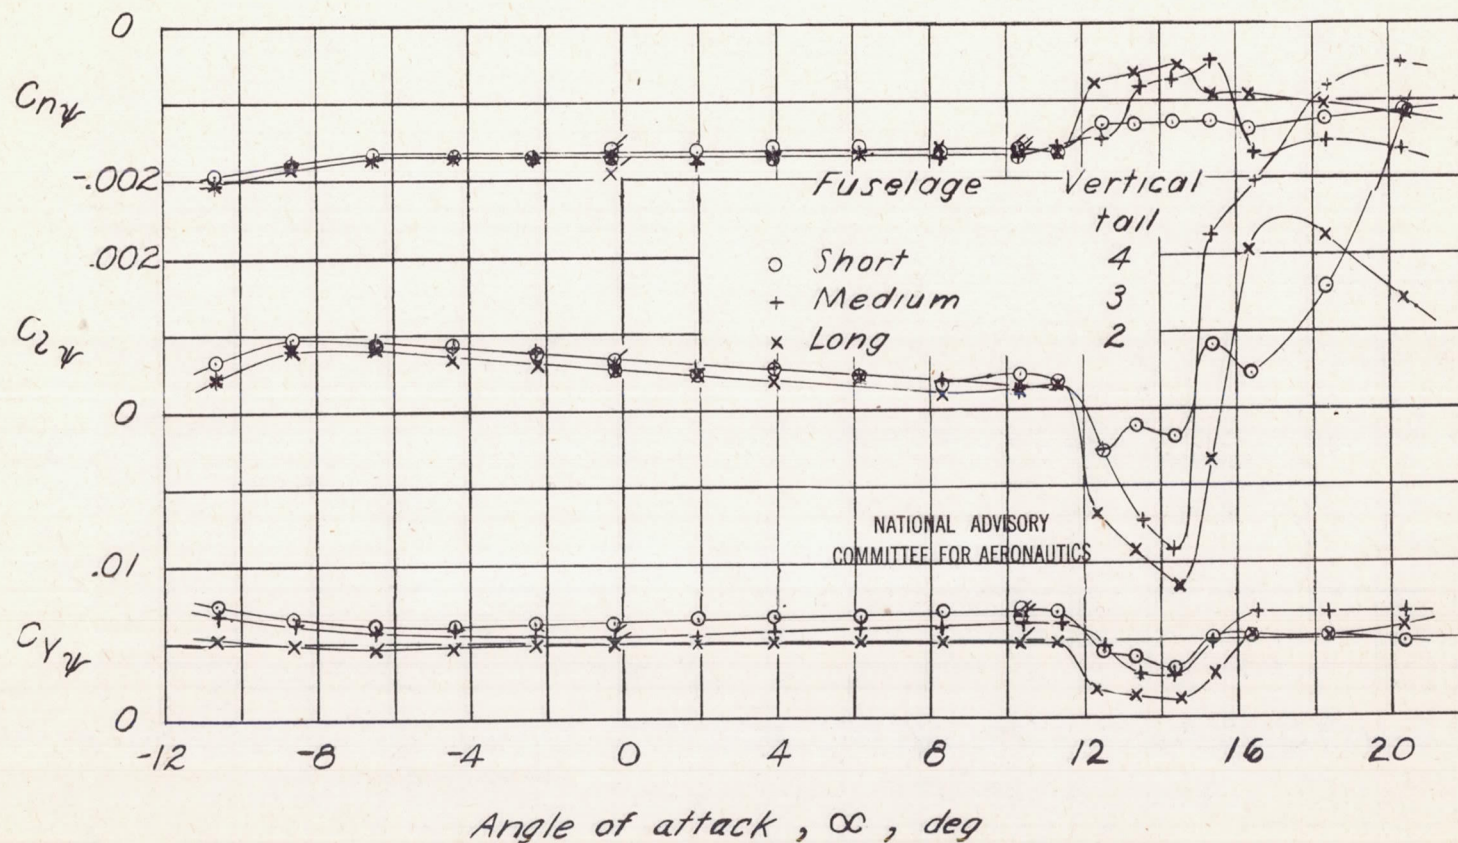 0
Cnψ
-.002
Fuselage Vertical
tail
.002
○ Short 4
+ Medium 3
Clψ
× Long 2
0
NATIONAL ADVISORY
COMMITTEE FOR AERONAUTICS
.01
CYψ
0
-12 -8 -4 0 4 8 12 16 20
Angle of attack , α , deg